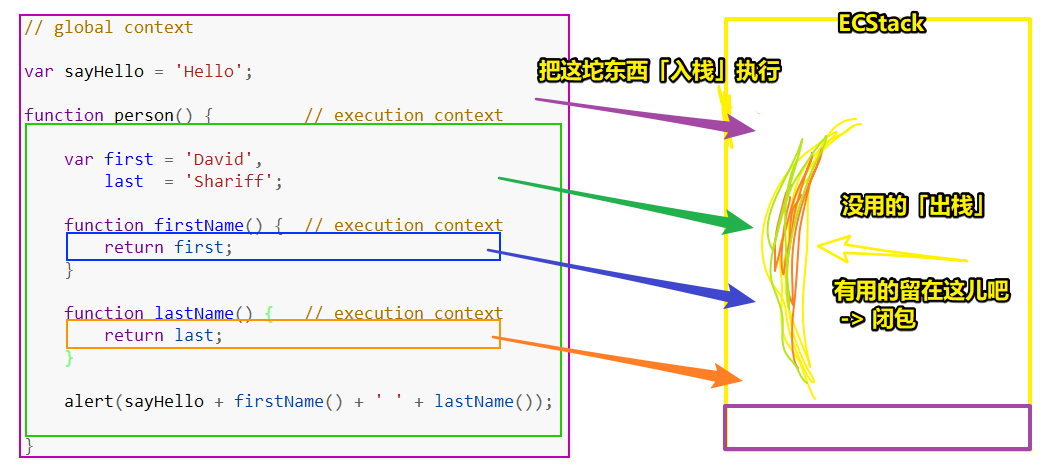 // global context
var sayHello = 'Hello';
function person() { // execution context
var first = 'David',
last = 'Shariff';
function firstName() { // execution context
return first;
}
function lastName() { // execution context
return last;
}
alert(sayHello + firstName() + ' ' + lastName());
}
ECStack
把这坨东西「入栈」执行
没用的「出栈」
有用的留在这儿吧
-> 闭包